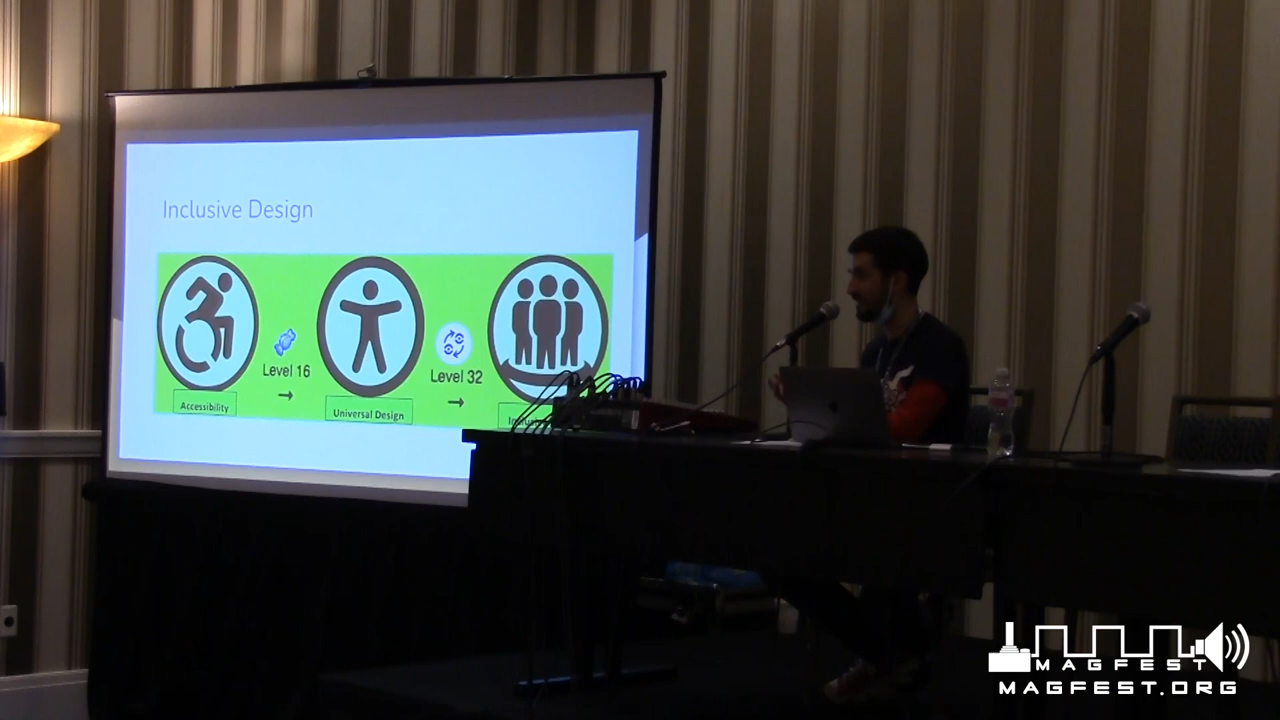 Inclusive Design
Level 16
→
Level 32
→
Accessibility
Universal Design
MAGFEST
MAGFEST.ORG